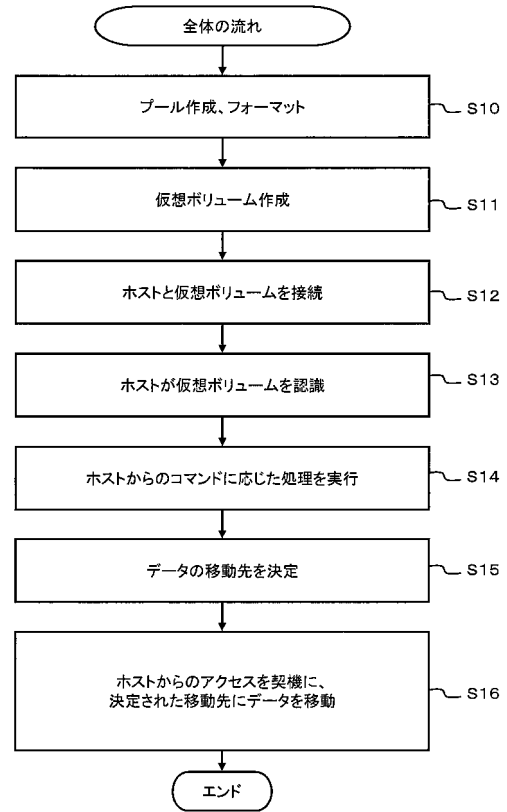 全体の流れ
プール作成、フォーマット
S10
仮想ボリューム作成
S11
ホストと仮想ボリュームを接続
S12
ホストが仮想ボリュームを認識
S13
ホストからのコマンドに応じた処理を実行
S14
データの移動先を決定
S15
ホストからのアクセスを契機に、
決定された移動先にデータを移動
S16
エンド